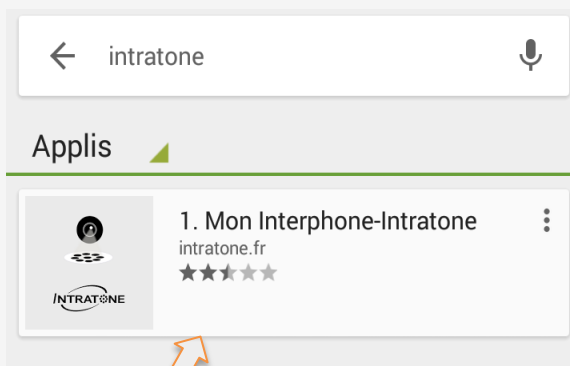 intratone
Applis
1. Mon Interphone-Intratone
intratone.fr
INTRATONE